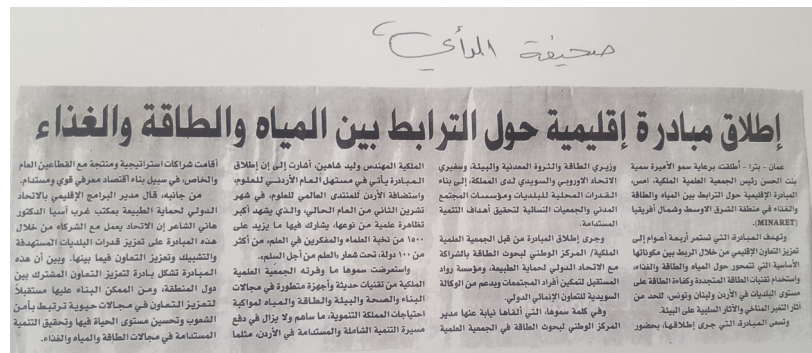 صحيفة الرأي
إطلاق مبادرة إقليمية حول الترابط بين المياه والطاقة والغذاء
عمان - بترا - أطلقت، برعاية سمو الأميرة سمية
بنت الحسن رئيس الجمعية العلمية الملكية، امس،
المبادرة الإقليمية حول الترابط بين المياه والطاقة
والغذاء في منطقة الشرق الاوسط وشمال أفريقيا
(MINARET)
وتهدف المبادرة التي تستمر أربعة أعوام إلى
تعزيز التعاون الإقليمي من خلال الربط بين مكوناتها
الأساسية التي تتمحور حول المياه والطاقة والغذاء،
واستخدام تقنيات الطاقة المتجددة وكفاءة الطاقة على
مستوى البلديات في الأردن ولبنان وتونس، للحد من
آثار التغير المناخي والآثار السلبية على البيئة.
وتسعى المبادرة التي جرى إطلاقها، بحضور
وزيري الطاقة والثروة المعدنية والبيئة، وسفيري
الاتحاد الاوروبي والسويدي لدى المملكة، إلى بناء
القدرات المحلية للبلديات ومؤسسات المجتمع
المدني والجمعيات النسائية لتحقيق أهداف التنمية
المستدامة.
وجرى إطلاق المبادرة من قبل الجمعية العلمية
الملكية/ المركز الوطني لبحوث الطاقة بالشراكة
مع الاتحاد الدولي لحماية الطبيعة، ومؤسسة رواد
المستقبل لتمكين أفراد المجتمعات وبدعم من الوكالة
السويدية للتعاون الإنمائي الدولي.
وفي كلمة سموها، التي ألقاها نيابة عنها مدير
المركز الوطني لبحوث الطاقة في الجمعية العلمية
الملكية المهندس وليد شاهين، أشارت إلى إن إطلاق
المبادرة يأتي في مستهل العام الأردني للعلوم،
واستضافة الأردن للمنتدى العالمي للعلوم، في شهر
تشرين الثاني من العام الحالي، والذي يشهد أكبر
تظاهرة علمية من نوعها، يشارك فيها ما يزيد على
١٥٠٠ من نخبة العلماء والمفكرين في العلم، من أكثر
من ١٠٠ دولة، تحت شعار بالعلم من أجل السلم.
واستعرضت سموها ما وفرته الجمعية العلمية
الملكية من تقنيات حديثة وأجهزة متطورة في مجالات
البناء والصحة والبيئة والطاقة والمياه لمواكبة
احتياجات المملكة التنموية، ما ساهم ولا يزال في دفع
مسيرة التنمية الشاملة والمستدامة في الأردن، مثلما
أقامت شراكات استراتيجية ومنتجة مع القطاعين العام
والخاص، في سبيل بناء أقتصاد معرفي قوي ومستدام.
من جانبه، قال مدير البرامج الإقليمي بالاتحاد
الدولي لحماية الطبيعة بمكتب غرب آسيا الدكتور
هاني الشاعر إن الاتحاد يعمل مع الشركاء من خلال
هذه المبادرة على تعزيز قدرات البلديات المستهدفة
والتشبيك وتعزيز التعاون فيما بينها. وبين أن هذه
المبادرة تشكل بادرة لتعزيز التعاون المشترك بين
دول المنطقة، ومن الممكن البناء عليها مستقبلاً
لتعزيز التعاون في مجالات حيوية ترتبط بأمن
الشعوب وتحسين مستوى الحياة فيها وتحقيق التنمية
المستدامة في مجالات الطاقة والمياه والغذاء.